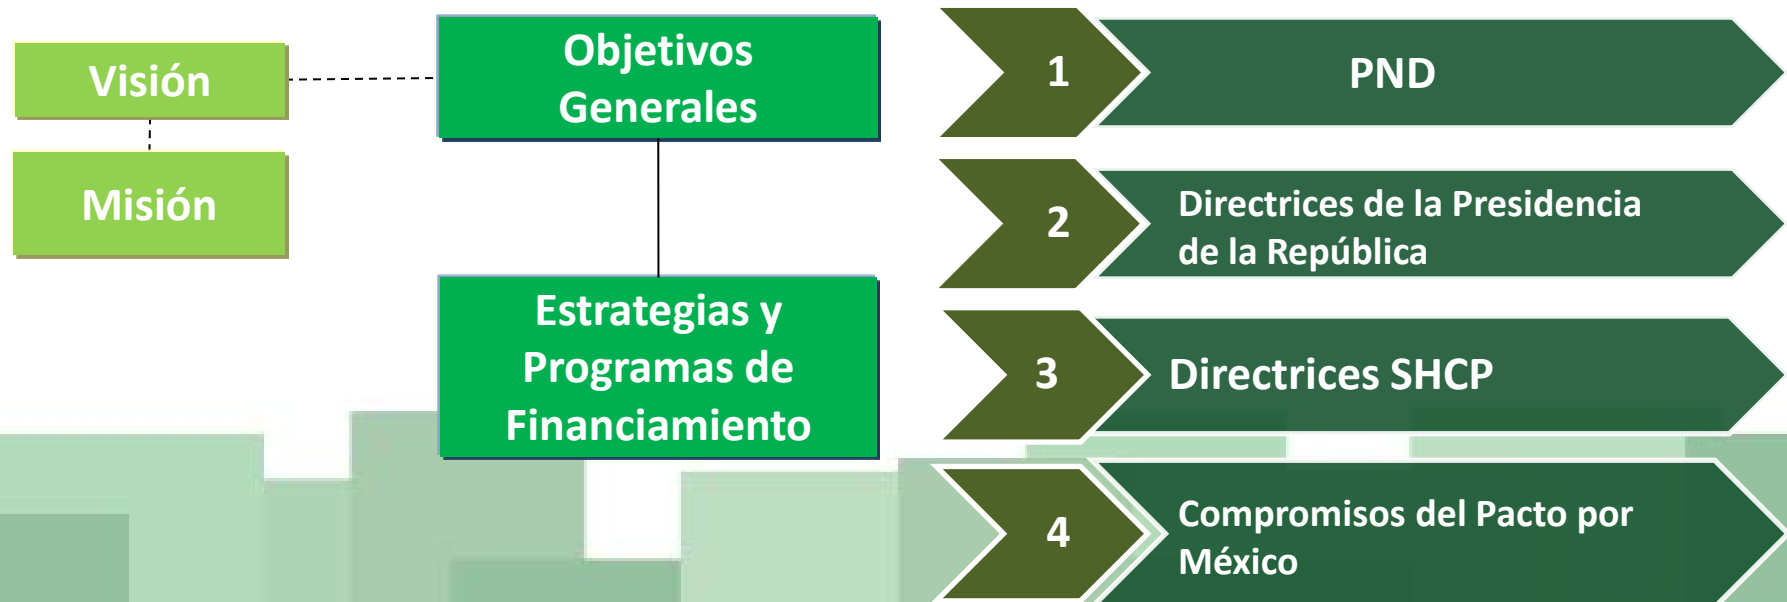 Visión
Misión
Objetivos
Generales
Estrategias y
Programas de
Financiamiento
1
PND
2
Directrices de la Presidencia
de la República
3
Directrices SHCP
4
Compromisos del Pacto por
México